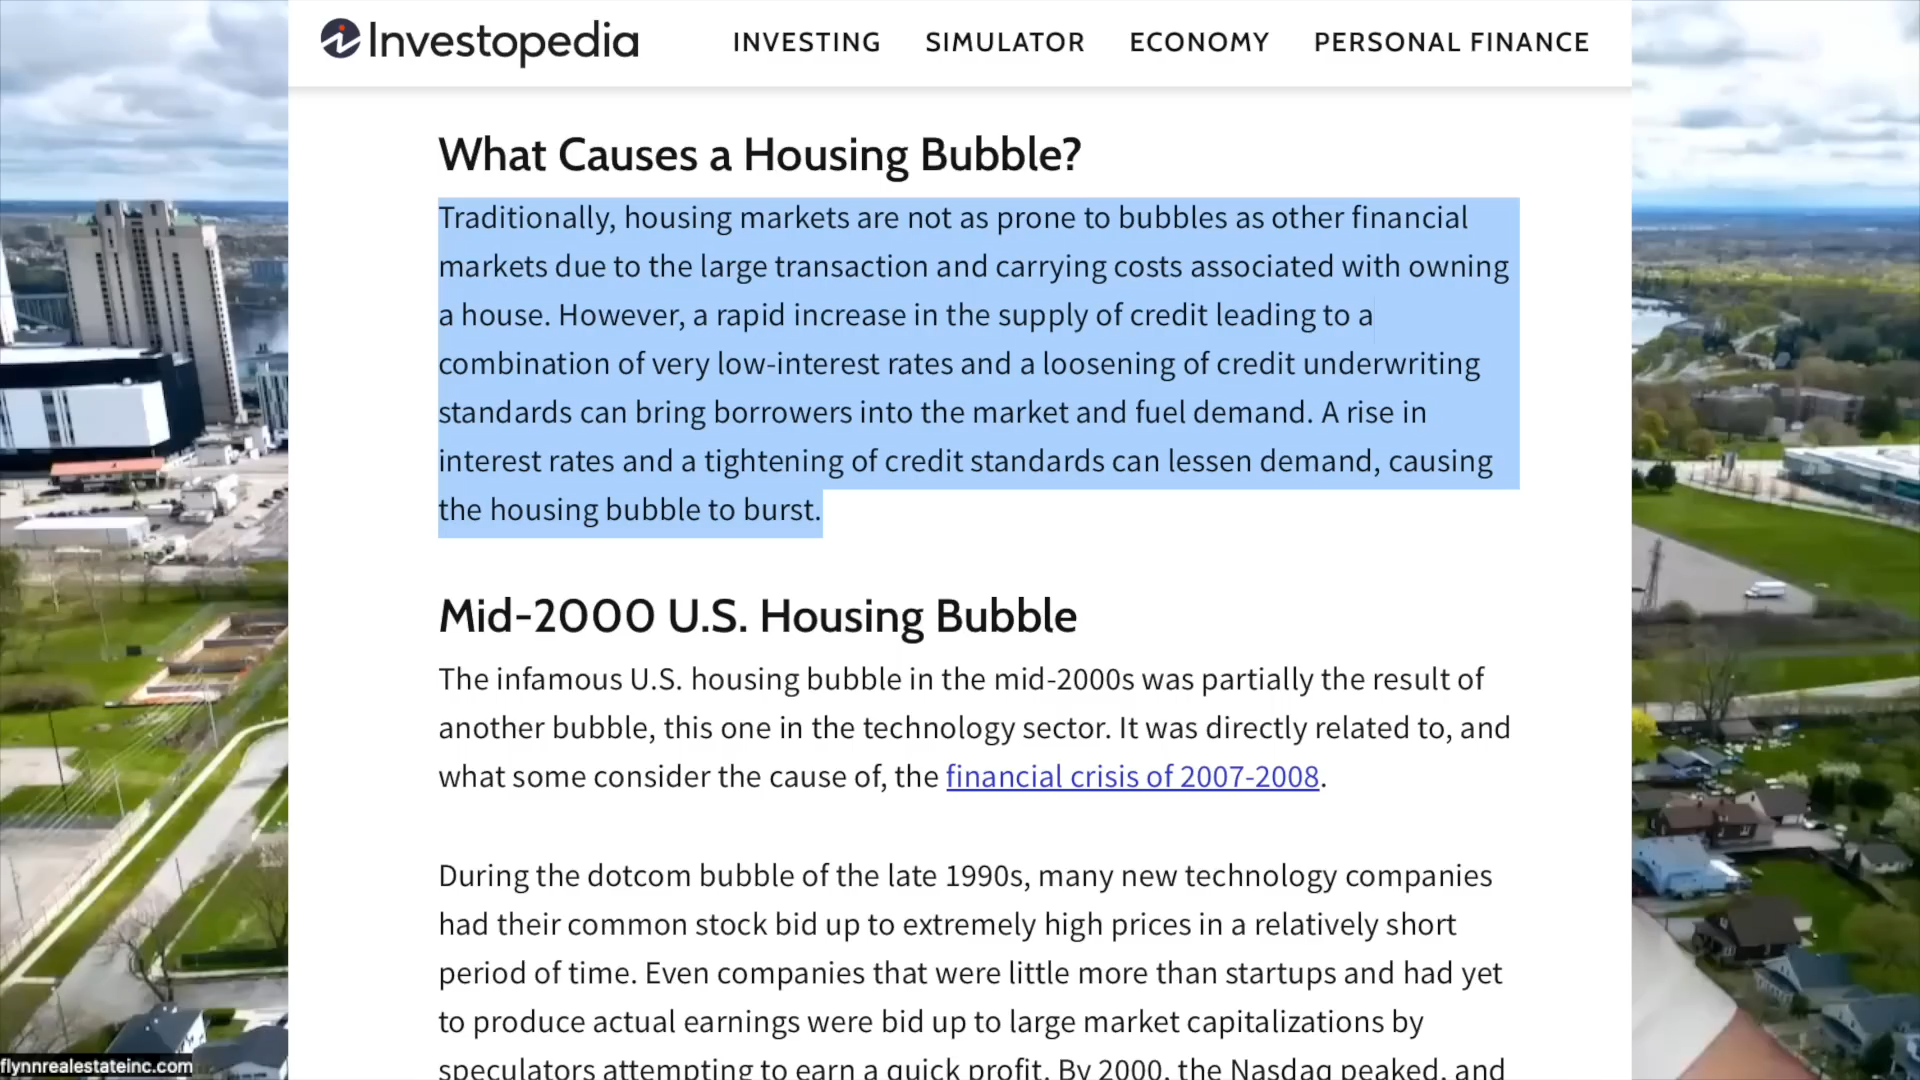 Investopedia
INVESTING SIMULATOR ECONOMY PERSONAL FINANCE
What Causes a Housing Bubble?
Traditionally, housing markets are not as prone to bubbles as other financial
markets due to the large transaction and carrying costs associated with owning
a house. However, a rapid increase in the supply of credit leading to a
combination of very low-interest rates and a loosening of credit underwriting
standards can bring borrowers into the market and fuel demand. A rise in
interest rates and a tightening of credit standards can lessen demand, causing
the housing bubble to burst.
Mid-2000 U.S. Housing Bubble
The infamous U.S. housing bubble in the mid-2000s was partially the result of
another bubble, this one in the technology sector. It was directly related to, and
what some consider the cause of, the financial crisis of 2007-2008.
During the dotcom bubble of the late 1990s, many new technology companies
had their common stock bid up to extremely high prices in a relatively short
period of time. Even companies that were little more than startups and had yet
to produce actual earnings were bid up to large market capitalizations by
speculators attempting to earn a quick profit. By 2000, the Nasdaq peaked, and
flynnrealestateinc.com